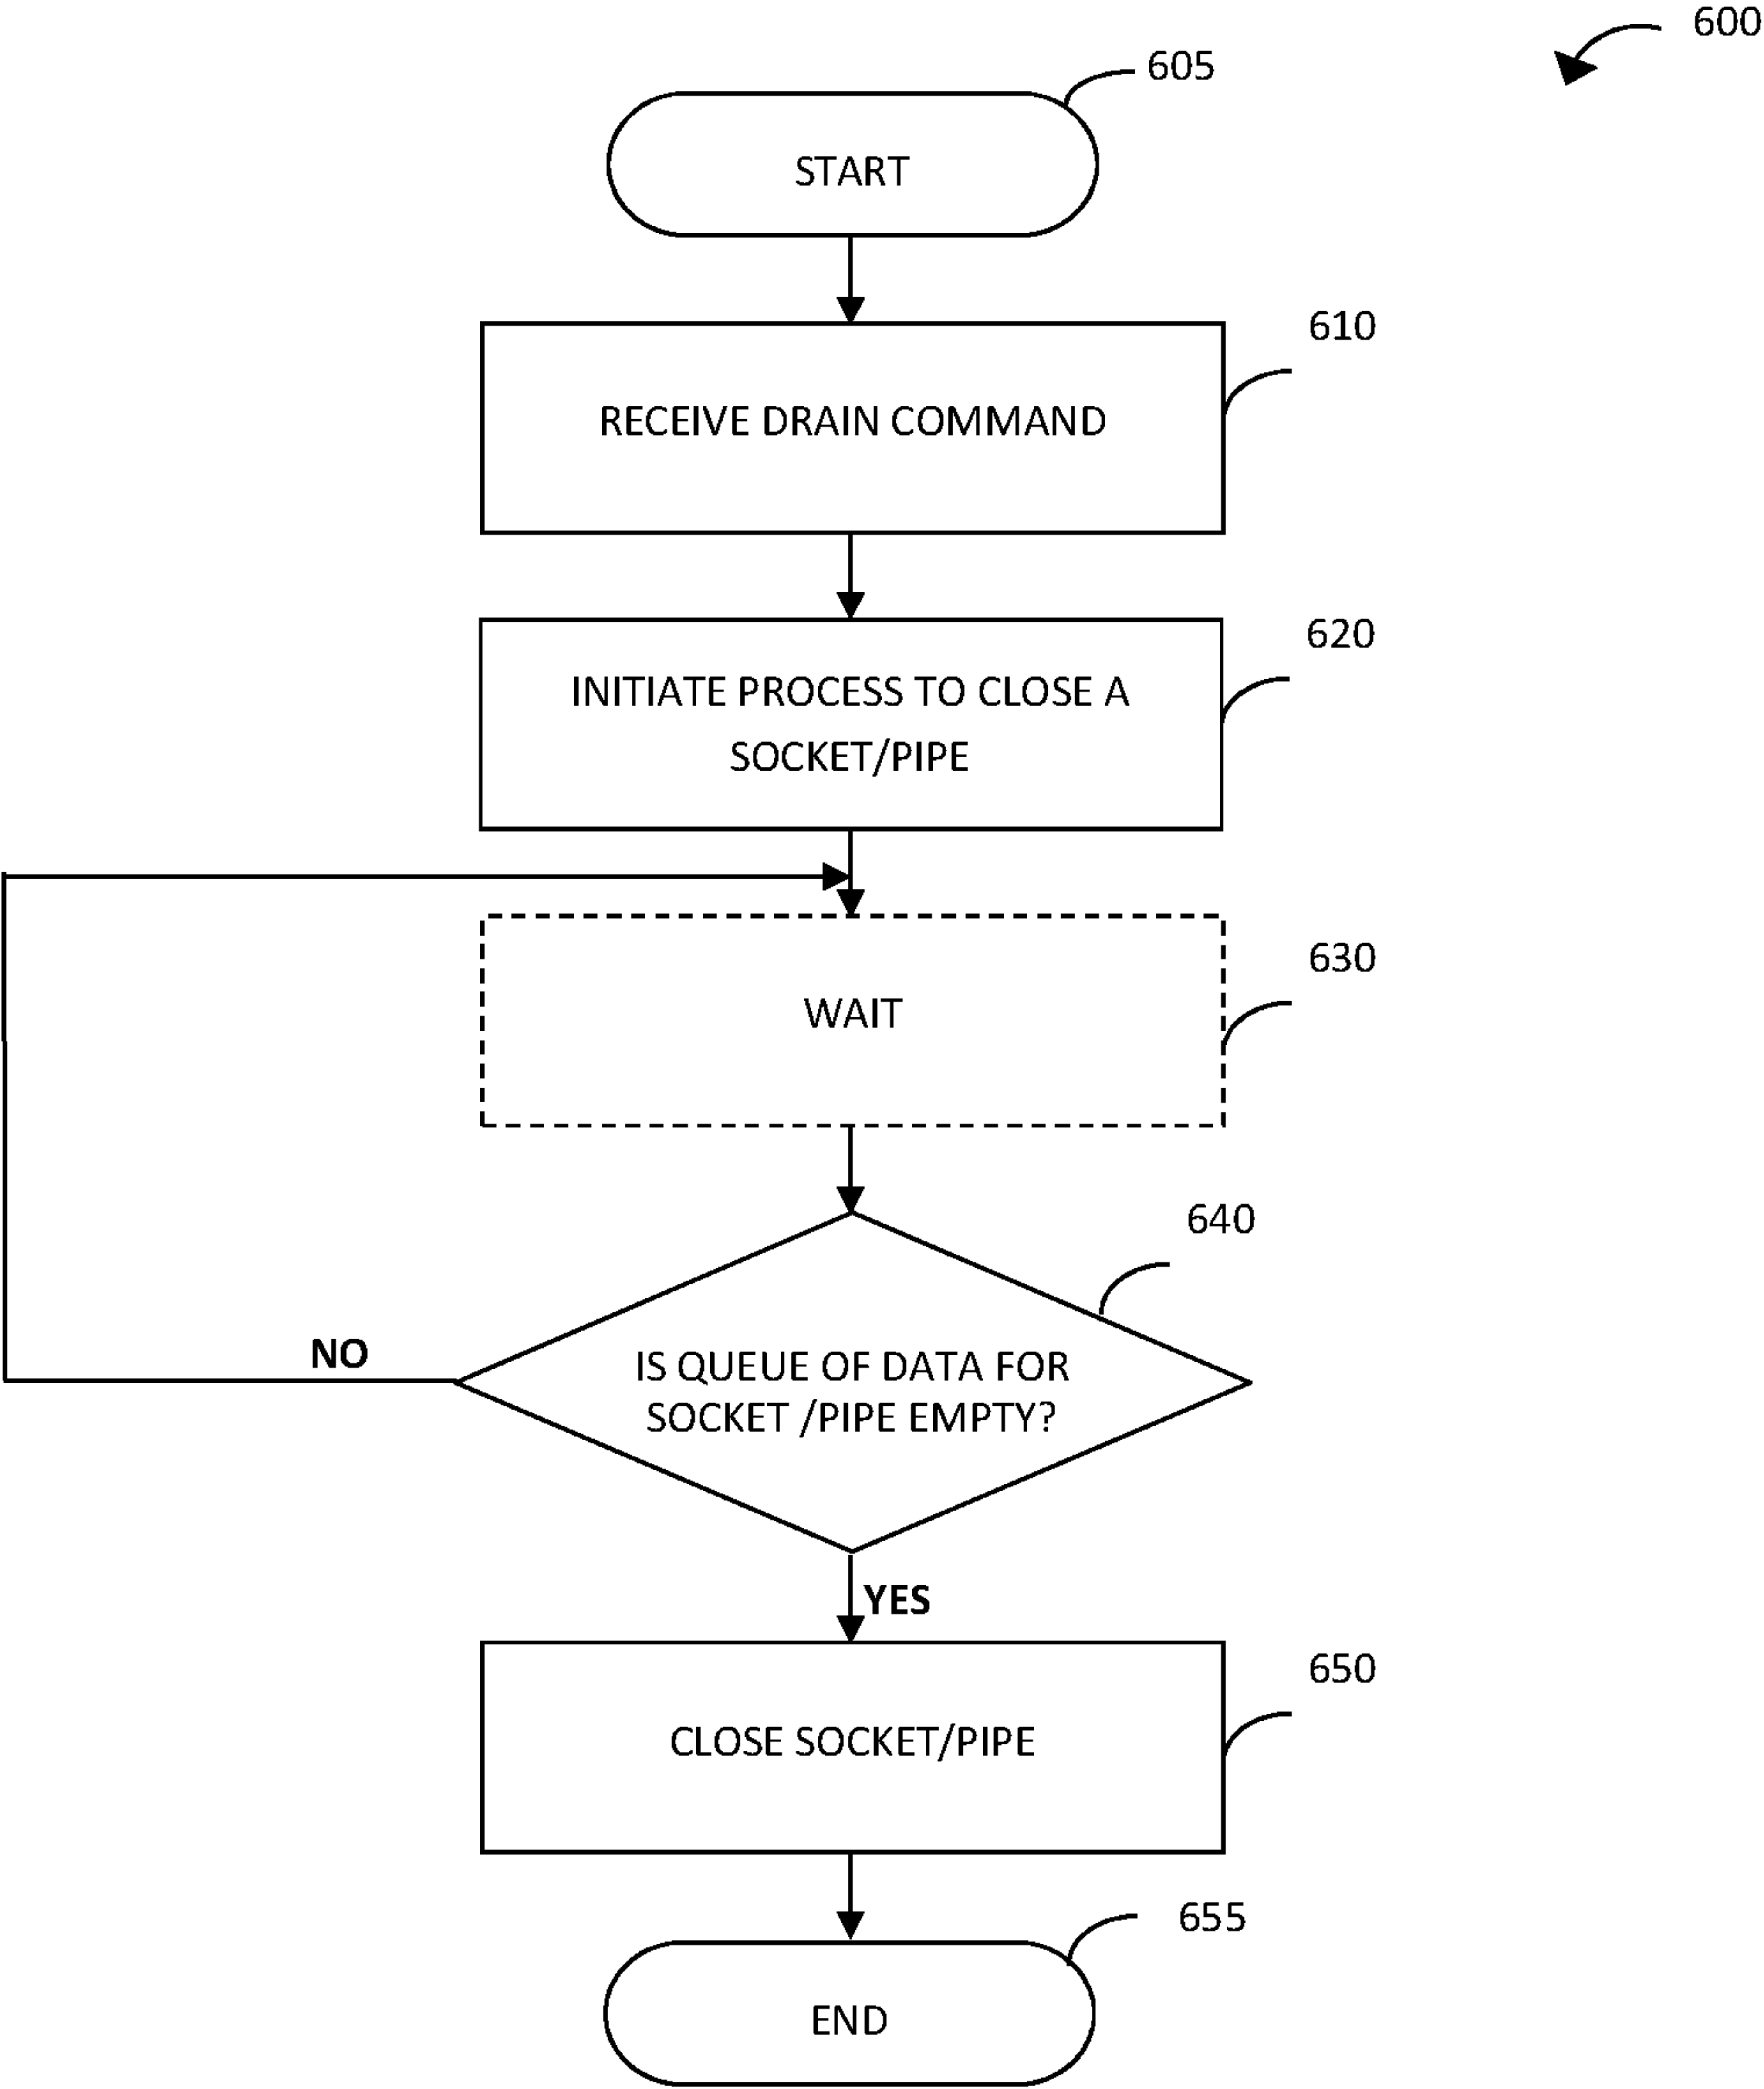 600
605
START
610
RECEIVE DRAIN COMMAND
620
INITIATE PROCESS TO CLOSE A
SOCKET/PIPE
630
WAIT
640
NO
IS QUEUE OF DATA FOR
SOCKET /PIPE EMPTY?
YES
650
CLOSE SOCKET/PIPE
655
END